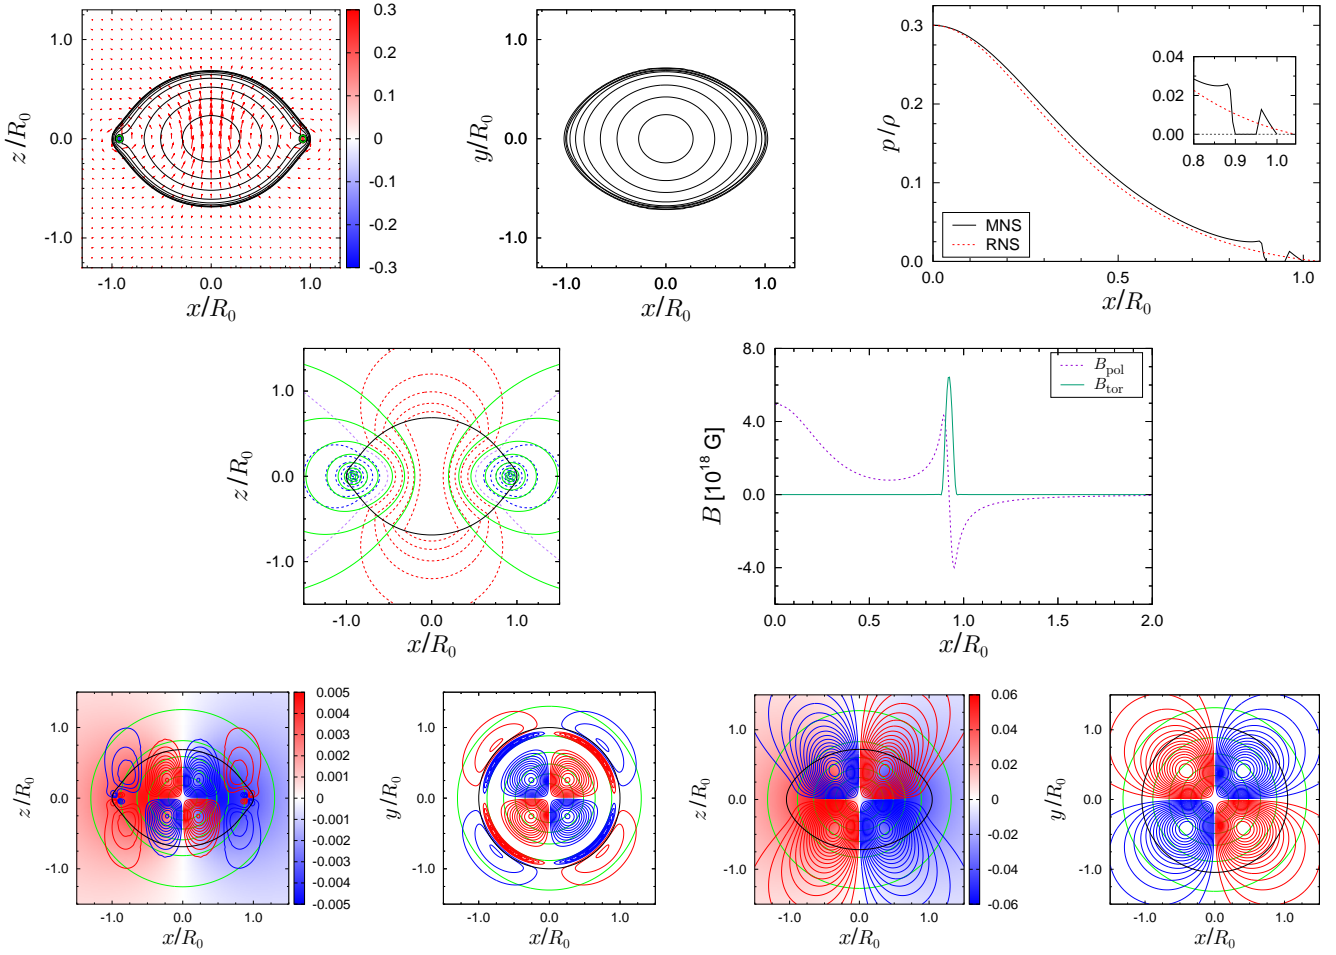 1.0
0.0
-1.0
z/R₀
-1.0 0.0 1.0
x/R₀
0.3
0.2
0.1
0
-0.1
-0.2
-0.3
1.0
0.0
-1.0
y/R₀
-1.0 0.0 1.0
x/R₀
0.3
0.2
0.1
0.0
p/ρ
0.0 0.5 1.0
x/R₀
MNS
RNS
0.04
0.02
0.00
0.8 0.9 1.0
1.0
0.0
-1.0
z/R₀
-1.0 0.0 1.0
x/R₀
8.0
4.0
0.0
-4.0
B [10¹⁸ G]
0.0 0.5 1.0 1.5 2.0
x/R₀
B_pol
B_tor
1.0
0.0
-1.0
z/R₀
-1.0 0.0 1.0
x/R₀
0.005
0.003
0.002
0.001
0
-0.001
-0.002
-0.003
-0.005
1.0
0.0
-1.0
y/R₀
-1.0 0.0 1.0
x/R₀
1.0
0.0
-1.0
z/R₀
-1.0 0.0 1.0
x/R₀
0.06
0.04
0.02
0
-0.02
-0.04
-0.06
1.0
0.0
-1.0
y/R₀
-1.0 0.0 1.0
x/R₀